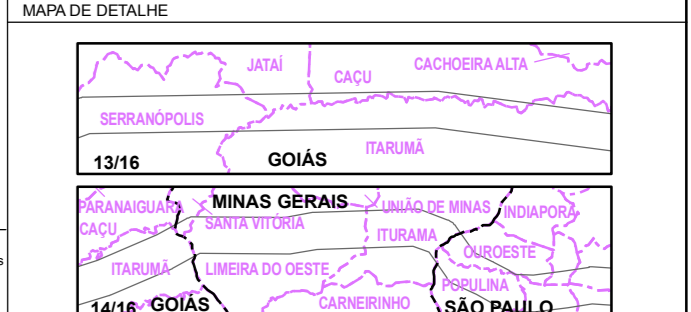 MAPA DE DETALHE
JATAÍ
CAÇU
CACHOEIRA ALTA
SERRANÓPOLIS
ITARUMÃ
13/16
GOIÁS
PARANAIGUARA
MINAS GERAIS
UNIÃO DE MINAS
INDIAPORÃ
CAÇU
SANTA VITÓRIA
ITURAMA
OUROESTE
ITARUMÃ
LIMEIRA DO OESTE
POPULINA
14/16
GOIÁS
CARNEIRINHO
SÃO PAULO
s